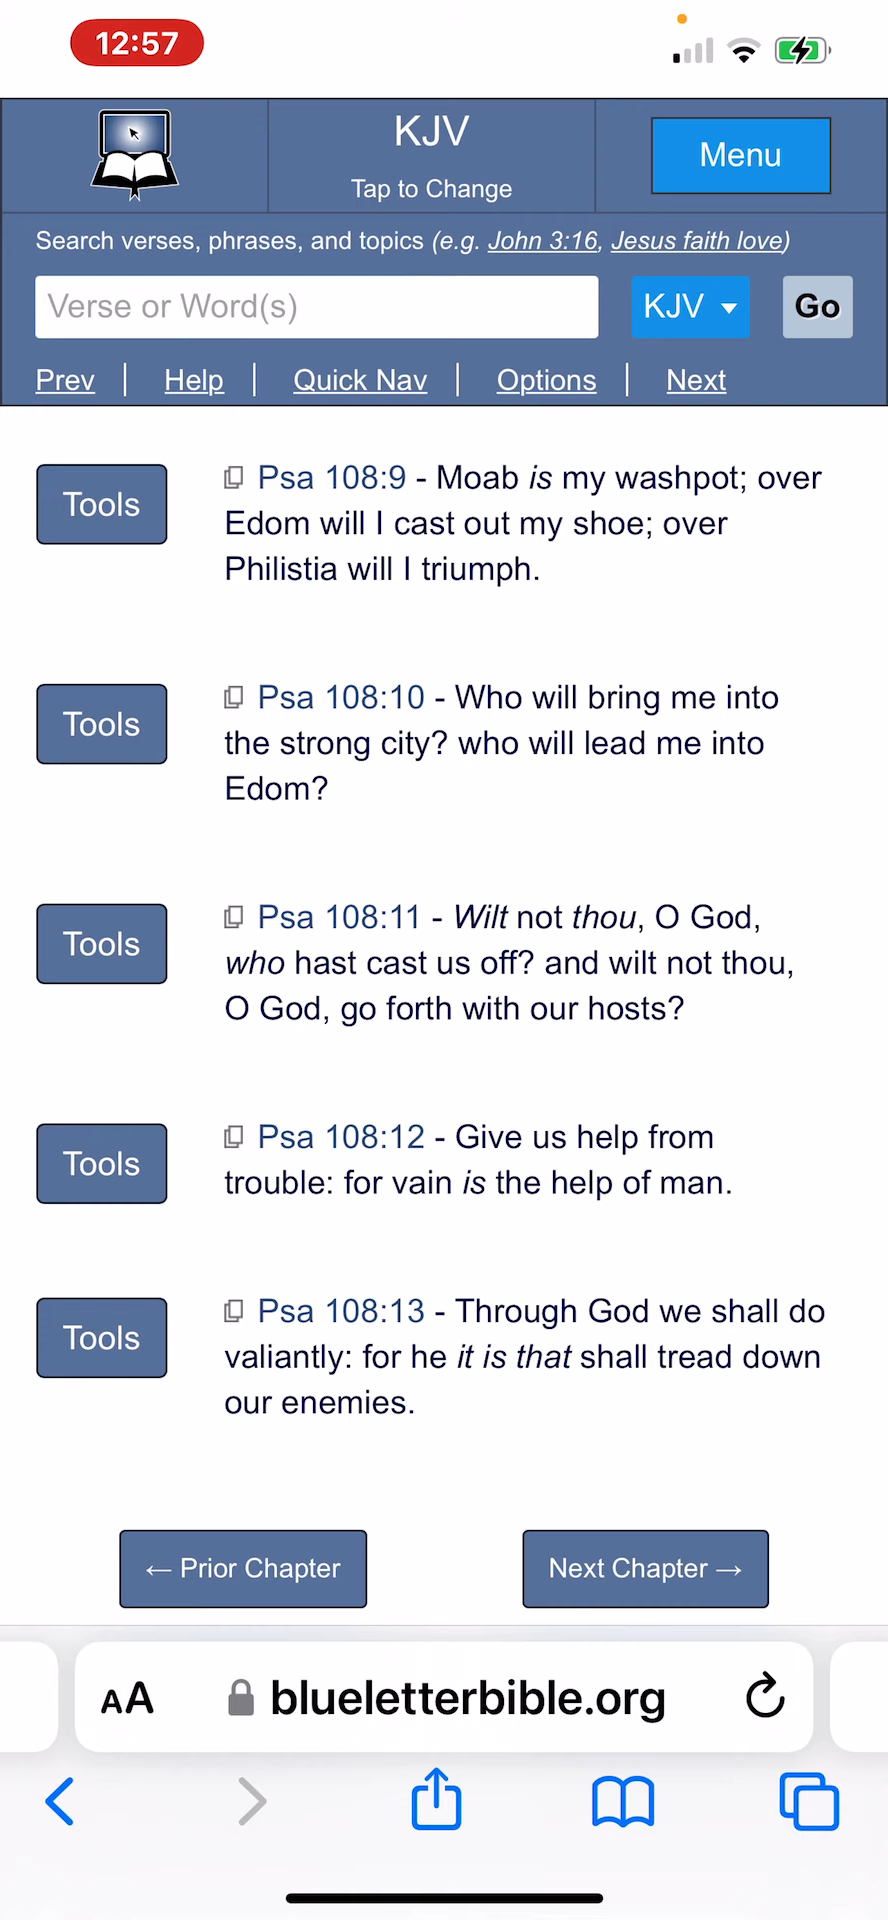 12:57
KJV
Tap to Change
Menu
Search verses, phrases, and topics (e.g. John 3:16, Jesus faith love)
Verse or Word(s)
KJV
Go
Prev | Help | Quick Nav | Options | Next
Tools
Psa 108:9 - Moab is my washpot; over
Edom will I cast out my shoe; over
Philistia will I triumph.
Tools
Psa 108:10 - Who will bring me into
the strong city? who will lead me into
Edom?
Tools
Psa 108:11 - Wilt not thou, O God,
who hast cast us off? and wilt not thou,
O God, go forth with our hosts?
Tools
Psa 108:12 - Give us help from
trouble: for vain is the help of man.
Tools
Psa 108:13 - Through God we shall do
valiantly: for he it is that shall tread down
our enemies.
← Prior Chapter
Next Chapter →
AA
blueletterbible.org